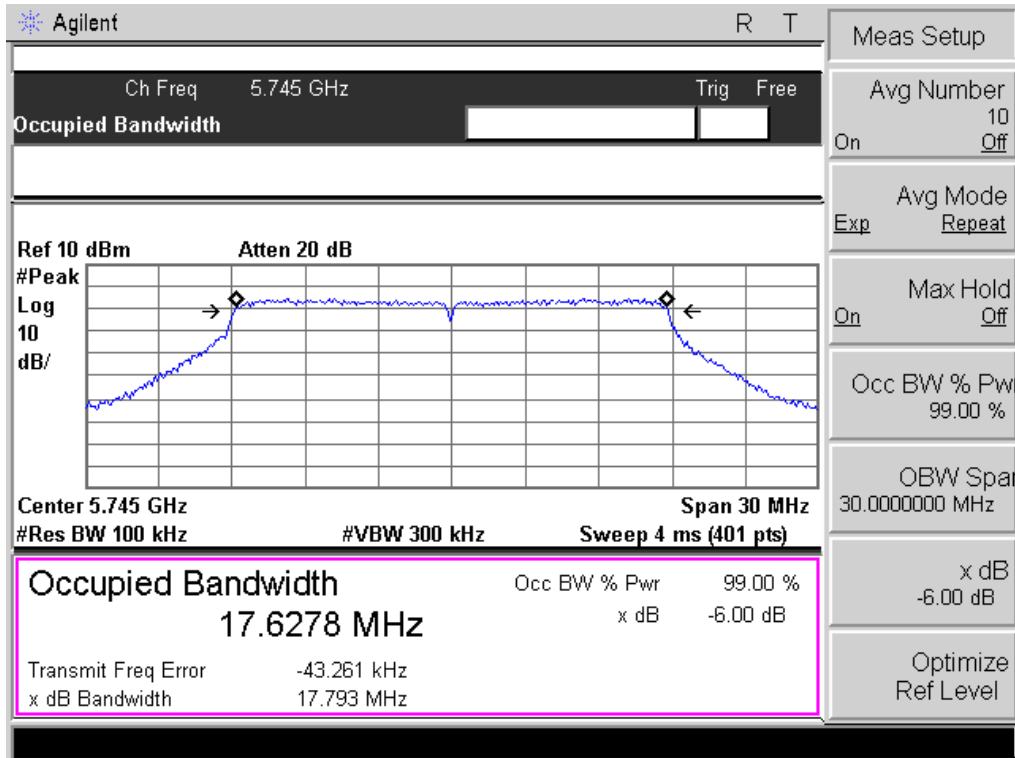 Agilent R T
Ch Freq 5.745 GHz Trig Free
Occupied Bandwidth
Ref 10 dBm Atten 20 dB
#Peak
Log
10
dB/
Center 5.745 GHz Span 30 MHz
#Res BW 100 kHz #VBW 300 kHz Sweep 4 ms (401 pts)
Occupied Bandwidth
17.6278 MHz
Occ BW % Pwr 99.00 %
x dB -6.00 dB
Transmit Freq Error -43.261 kHz
x dB Bandwidth 17.793 MHz
Meas Setup
Avg Number
10
On Off
Avg Mode
Exp Repeat
Max Hold
On Off
Occ BW % Pw
99.00 %
OBW Spa
30.0000000 MHz
x dB
-6.00 dB
Optimize
Ref Level